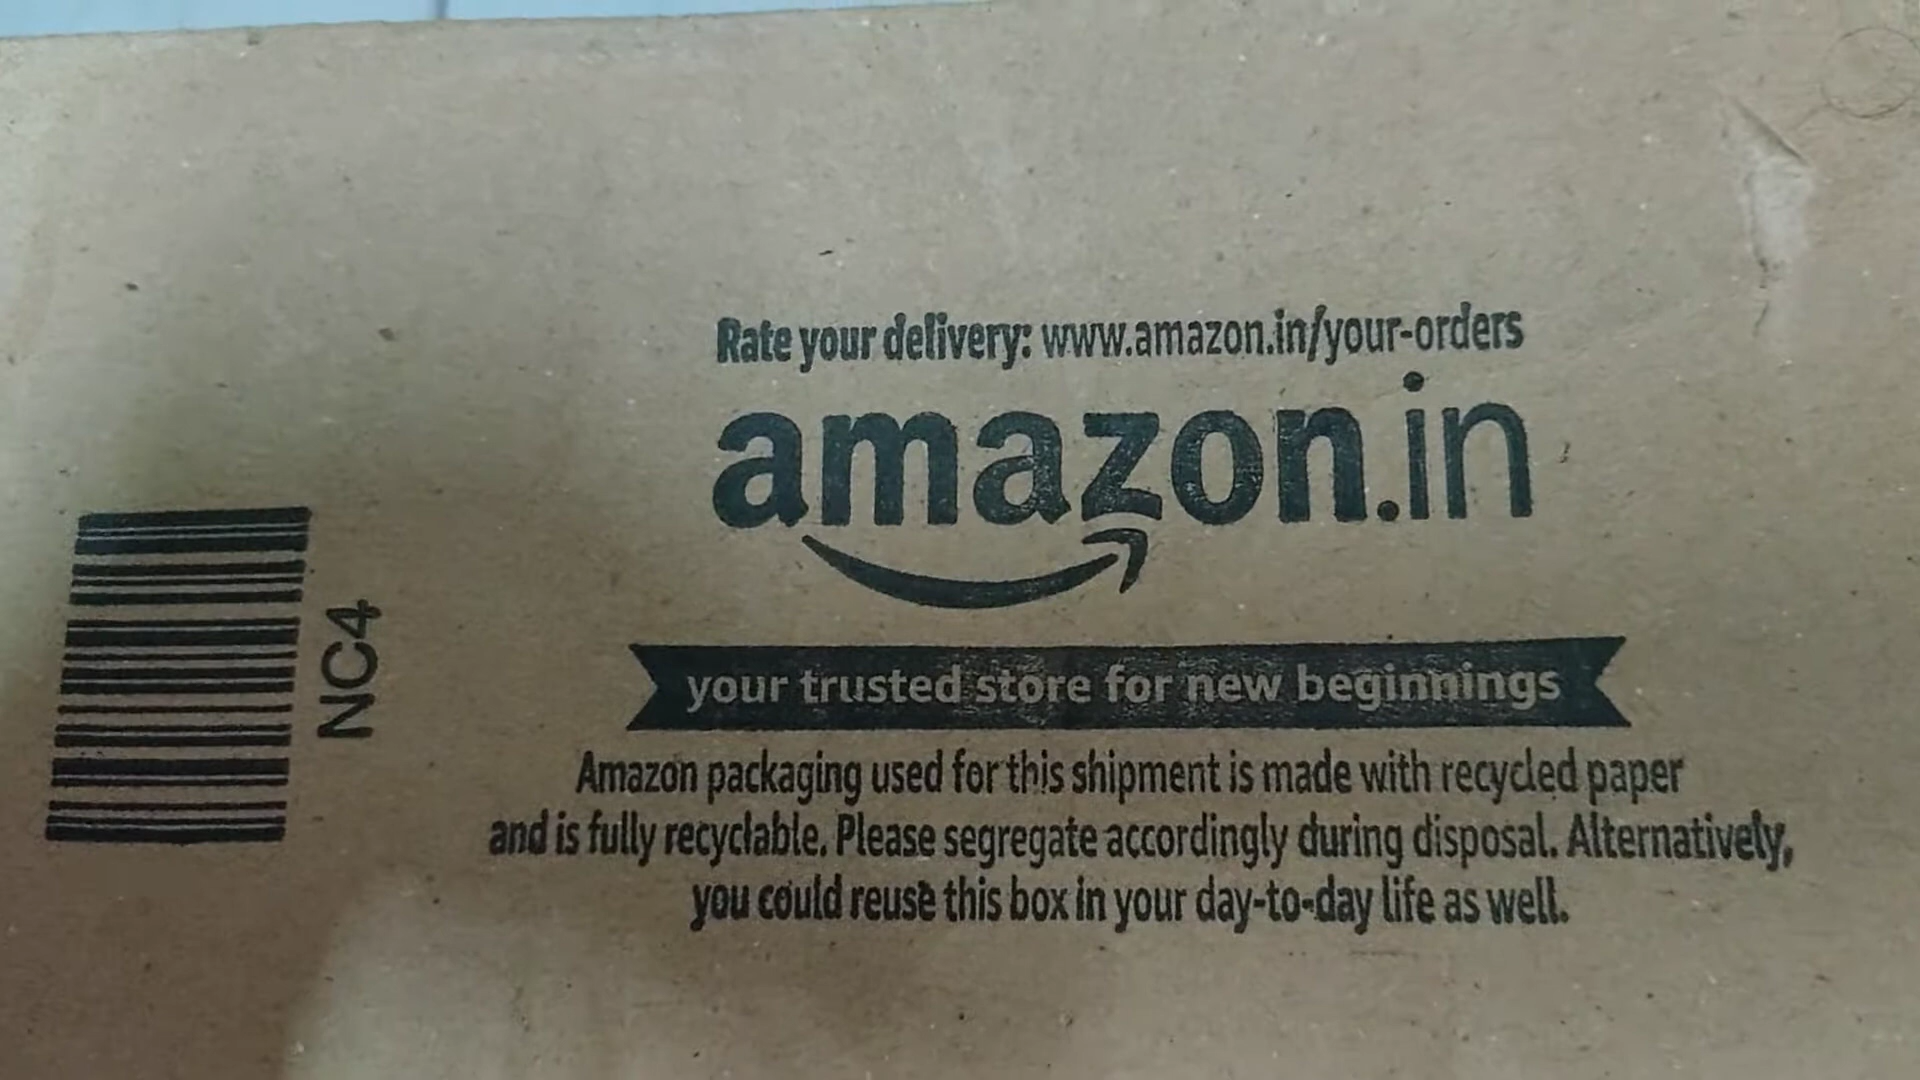 Rate your delivery: www.amazon.in/your-orders
amazon.in
your trusted store for new beginnings
Amazon packaging used for this shipment is made with recycled paper
and is fully recyclable. Please segregate accordingly during disposal. Alternatively,
you could reuse this box in your day-to-day life as well.
NC4